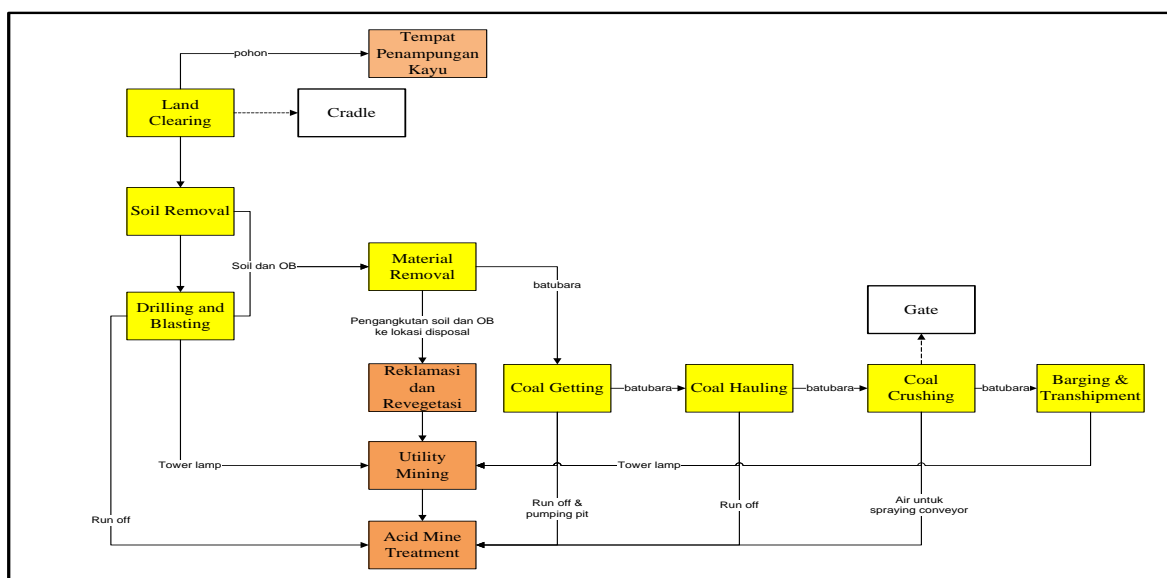 pohon
Tempat
Penampungan
Kayu
Land
Clearing
Cradle
Soil Removal
Soil dan OB
Material
Removal
batubara
Drilling and
Blasting
Pengangkutan soil dan OB
ke lokasi disposal
Gate
Reklamasi
dan
Revegetasi
Coal Getting
batubara
Coal Hauling
batubara
Coal
Crushing
batubara
Barging &
Transhipment
Tower lamp
Utility
Mining
Tower lamp
Run off
Run off &
pumping pit
Run off
Air untuk
spraying conveyor
Acid Mine
Treatment